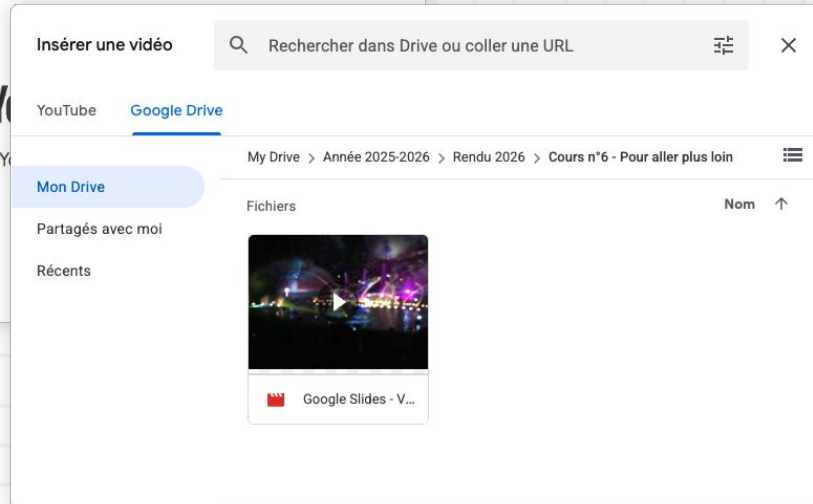 Insérer une vidéo
Rechercher dans Drive ou coller une URL
YouTube
Google Drive
My Drive > Année 2025-2026 > Rendu 2026 > Cours n°6 - Pour aller plus loin
Mon Drive
Partagés avec moi
Récents
Fichiers
Nom
Google Slides - V...